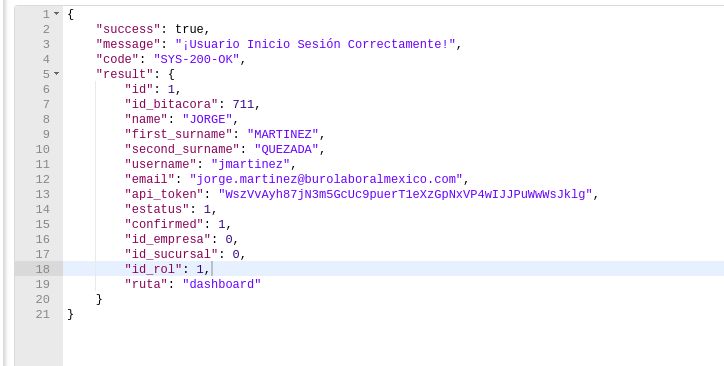 1 {
2 "success": true,
3 "message": "¡Usuario Inicio Sesión Correctamente!",
4 "code": "SYS-200-OK",
5 "result": {
6 "id": 1,
7 "id_bitacora": 711,
8 "name": "JORGE",
9 "first_surname": "MARTINEZ",
10 "second_surname": "QUEZADA",
11 "username": "jmartinez",
12 "email": "jorge.martinez@burolaboralmexico.com",
13 "api_token": "WszVvAyh87jN3m5GcUc9puerT1eXzGpNxVP4wIJJPuWwWsJklg",
14 "estatus": 1,
15 "confirmed": 1,
16 "id_empresa": 0,
17 "id_sucursal": 0,
18 "id_rol": 1,
19 "ruta": "dashboard"
20 }
21 }